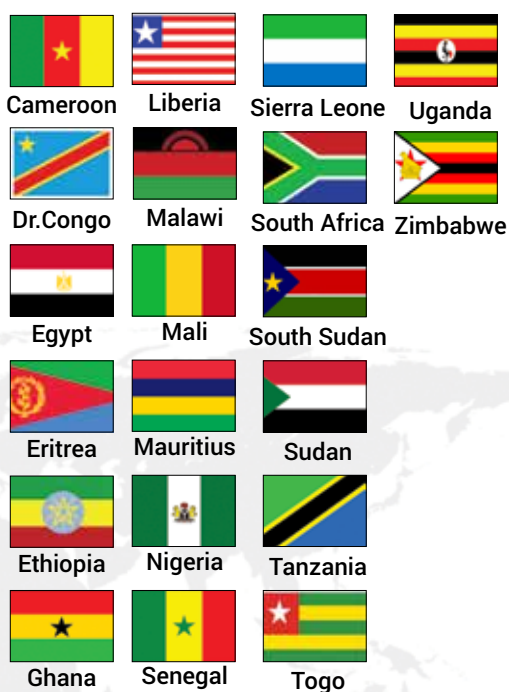 Cameroon
Liberia
Sierra Leone
Uganda
Dr.Congo
Malawi
South Africa
Zimbabwe
Egypt
Mali
South Sudan
Eritrea
Mauritius
Sudan
Ethiopia
Nigeria
Tanzania
Ghana
Senegal
Togo